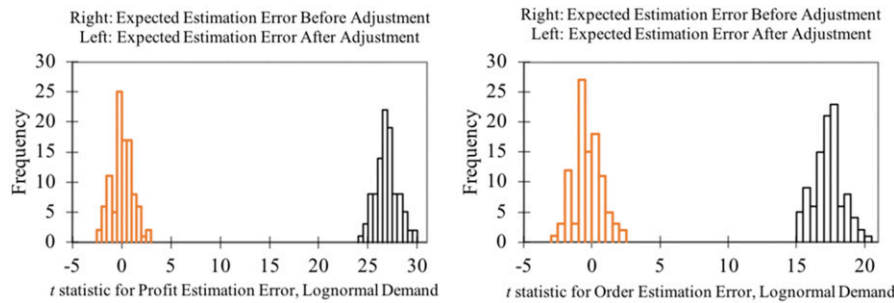 Right: Expected Estimation Error Before Adjustment
Left: Expected Estimation Error After Adjustment
Frequency
30
25
20
15
10
5
0
-5 0 5 10 15 20 25 30
t statistic for Profit Estimation Error, Lognormal Demand
Right: Expected Estimation Error Before Adjustment
Left: Expected Estimation Error After Adjustment
Frequency
30
25
20
15
10
5
0
-5 0 5 10 15 20
t statistic for Order Estimation Error, Lognormal Demand